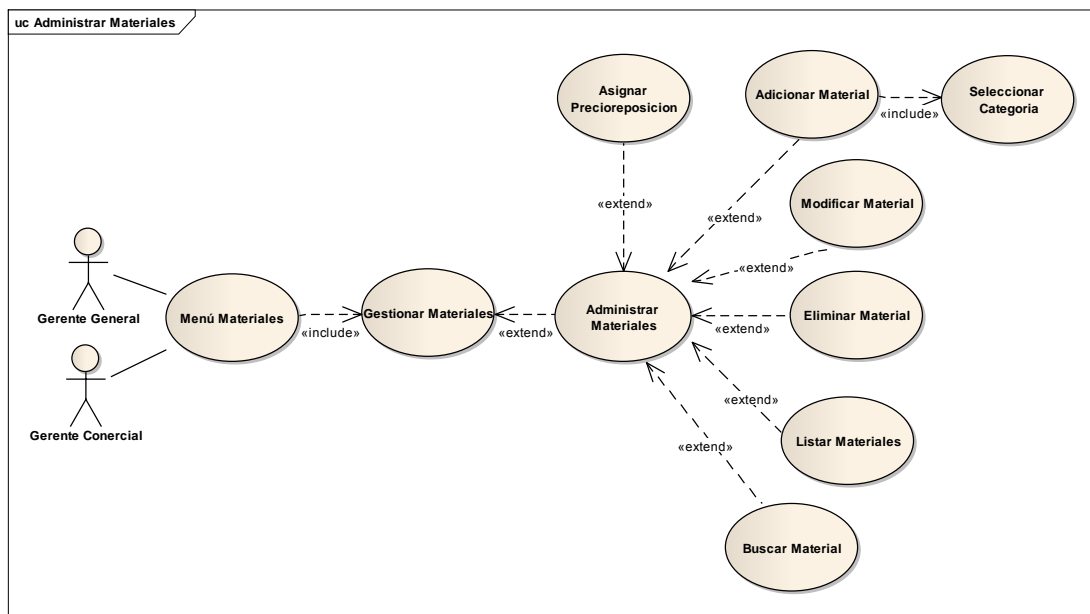 uc Administrar Materiales
Asignar
Precioreposicion
Adicionar Material
«include»
Seleccionar
Categoria
«extend»
«extend»
Modificar Material
«extend»
Gerente General
Menú Materiales
«include»
Gestionar Materiales
«extend»
Administrar
Materiales
«extend»
Eliminar Material
Gerente Conercial
«extend»
Listar Materiales
«extend»
Buscar Material